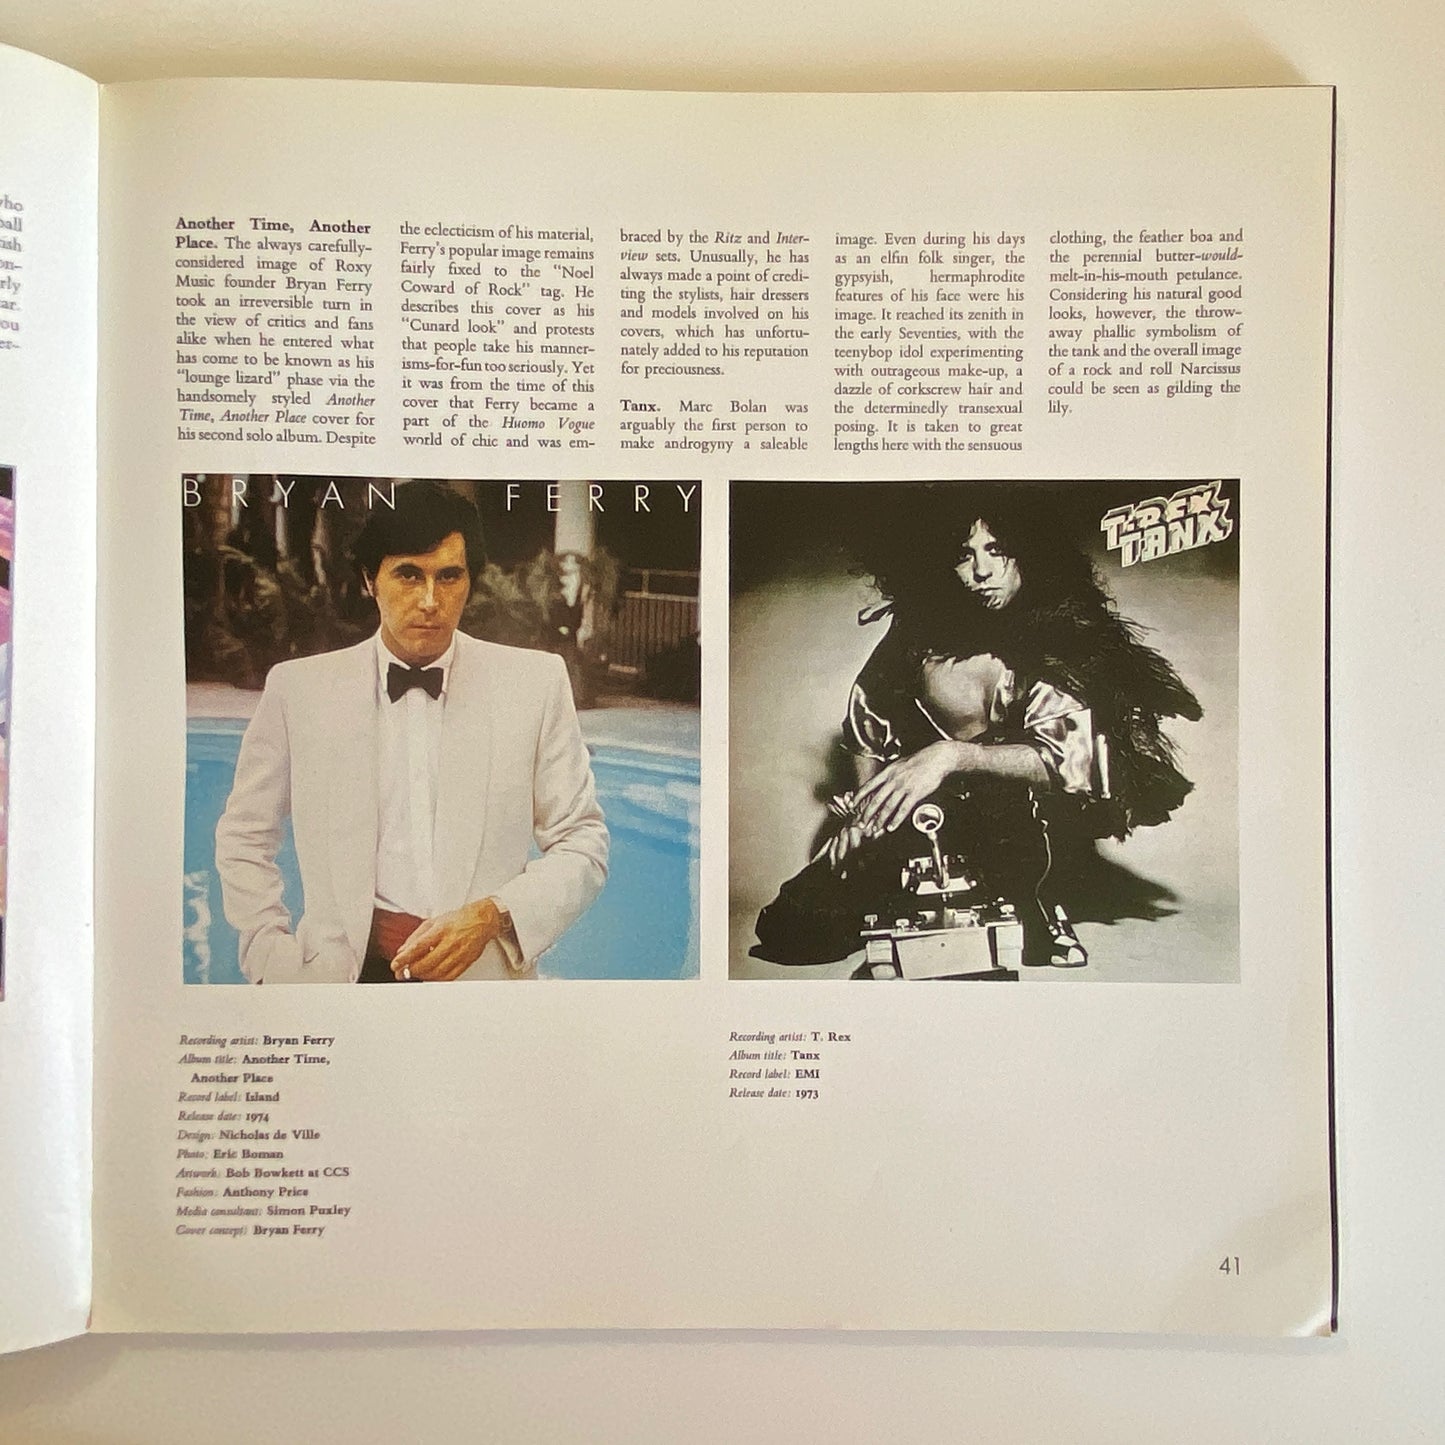 who
ball
tish
on-
rly
ar.
you
er-
Another Time, Another
Place. The always carefully-
considered image of Roxy
Music founder Bryan Ferry
took an irreversible turn in
the view of critics and fans
alike when he entered what
has come to be known as his
“lounge lizard” phase via the
handsomely styled Another
Time, Another Place cover for
his second solo album. Despite
the eclecticism of his material,
Ferry’s popular image remains
fairly fixed to the “Noel
Coward of Rock” tag. He
describes this cover as his
“Cunard look” and protests
that people take his manner-
isms-for-fun too seriously. Yet
it was from the time of this
cover that Ferry became a
part of the Huomo Vogue
world of chic and was em-
braced by the Ritz and Inter-
view sets. Unusually, he has
always made a point of credi-
ting the stylists, hair dressers
and models involved on his
covers, which has unfortu-
nately added to his reputation
for preciousness.
Tanx. Marc Bolan was
arguably the first person to
make androgyny a saleable
image. Even during his days
as an elfin folk singer, the
gypsyish, hermaphrodite
features of his face were his
image. It reached its zenith in
the early Seventies, with the
teenybop idol experimenting
with outrageous make-up, a
dazzle of corkscrew hair and
the determinedly transexual
posing. It is taken to great
lengths here with the sensuous
clothing, the feather boa and
the perennial butter-would-
melt-in-his-mouth petulance.
Considering his natural good
looks, however, the throw-
away phallic symbolism of
the tank and the overall image
of a rock and roll Narcissus
could be seen as gilding the
lily.
BRYAN FERRY
T.REX
TANX
Recording artist: Bryan Ferry
Album title: Another Time,
Another Place
Record label: Island
Release date: 1974
Design: Nicholas de Ville
Photo: Eric Boman
Artwork: Bob Bowkett at CCS
Fashion: Anthony Price
Media consultant: Simon Puxley
Cover concept: Bryan Ferry
Recording artist: T. Rex
Album title: Tanx
Record label: EMI
Release date: 1973
41